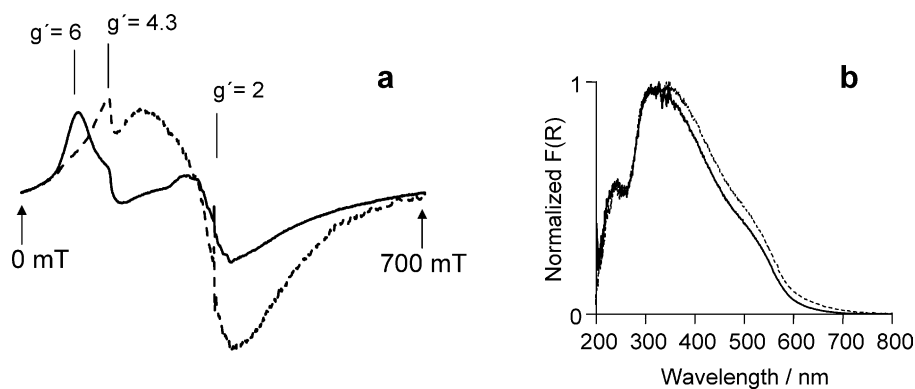 g´= 6
g´= 4.3
g´= 2
a
0 mT
700 mT
b
Normalized F(R)
1
0
200 300 400 500 600 700 800
Wavelength / nm